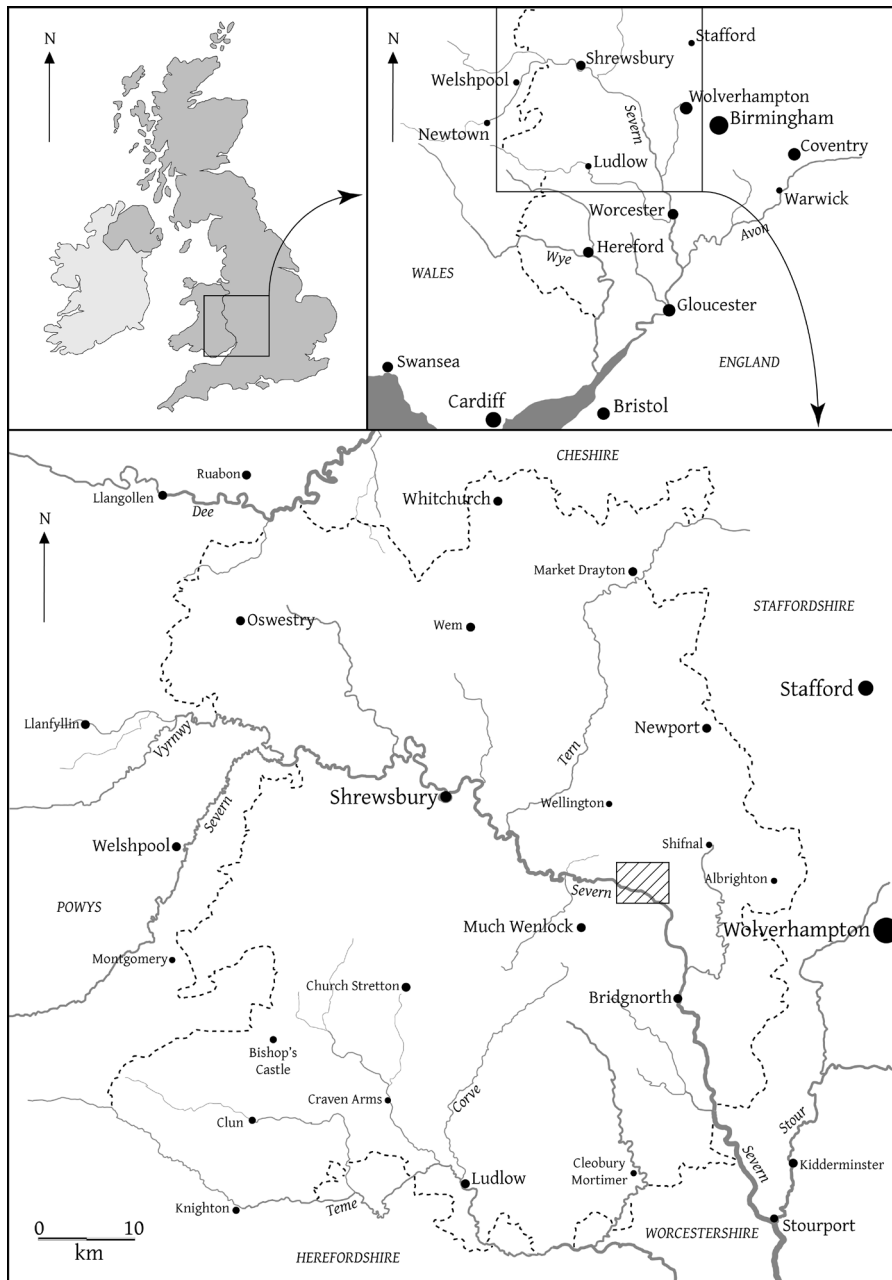 N
N
Stafford
Shrewsbury
Welshpool
Wolverhampton
Severn
Birmingham
Newtown
Coventry
Ludlow
Warwick
Worcester
Avon
Hereford
Wye
WALES
Gloucester
ENGLAND
Swansea
Cardiff
Bristol
CHESHIRE
Ruabon
Llangollen
Whitchurch
Dee
N
Market Drayton
STAFFORDSHIRE
Oswestry
Wem
Stafford
Llanfyllin
Newport
Vyrnwy
Tern
Shrewsbury
Wellington
Severn
Welshpool
Shifnal
Albrighton
Severn
POWYS
Much Wenlock
Wolverhampton
Montgomery
Church Stretton
Bridgnorth
Bishop's
Castle
Craven Arms
Corve
Clun
Stour
Severn
Cleobury
Mortimer
Kidderminster
Ludlow
Knighton
Teme
Stourport
WORCESTERSHIRE
0 10
km
HEREFORDSHIRE